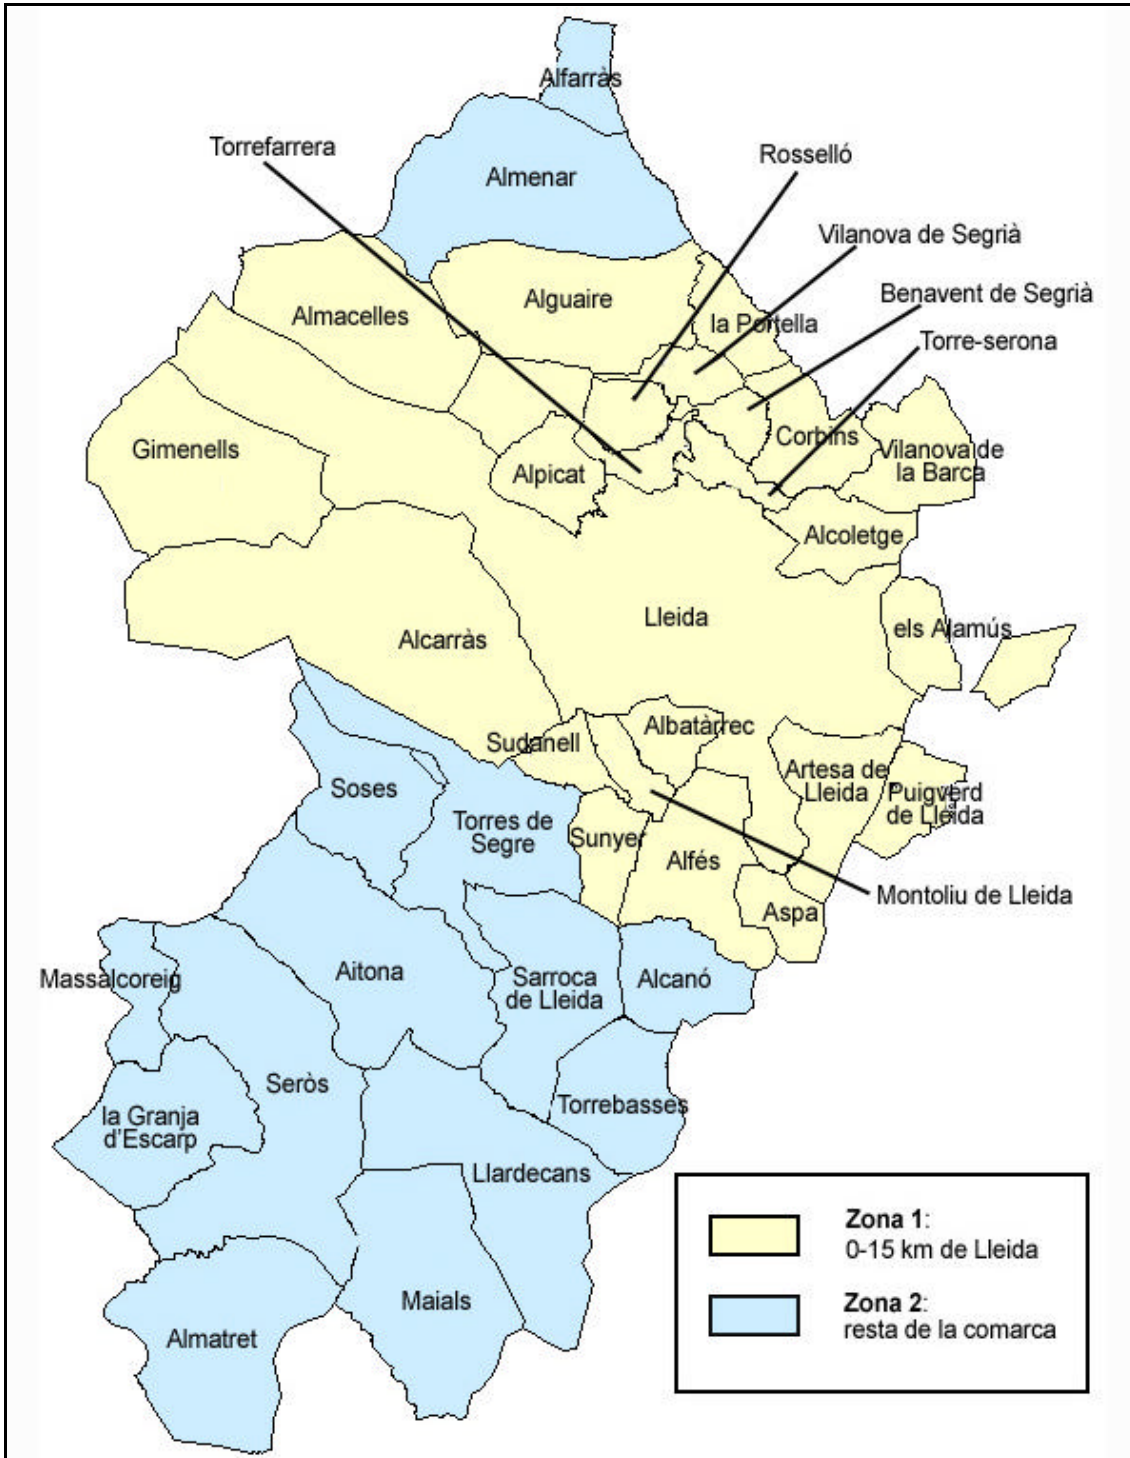 Alfarràs
Torrefarrera
Rosselló
Almenar
Vilanova de Segrià
Benavent de Segrià
Alguaire
Almacelles
la Portella
Torre-serona
Gimenells
Corbins
Vilanova de
la Barca
Alpicat
Alcoletge
Lleida
els Alamús
Alcarràs
Albatàrrec
Sudanell
Artesa de
Lleida
Soses
Puigverd
de Lleida
Torres de
Segre
Sunyer
Alfés
Montoliu de Lleida
Aspa
Massalcoreig
Aitona
Sarroca
de Lleida
Alcanó
Seròs
la Granja
d'Escarp
Torrebasses
Llardecans
Maials
Almatret
Zona 1:
0-15 km de Lleida
Zona 2:
resta de la comarca